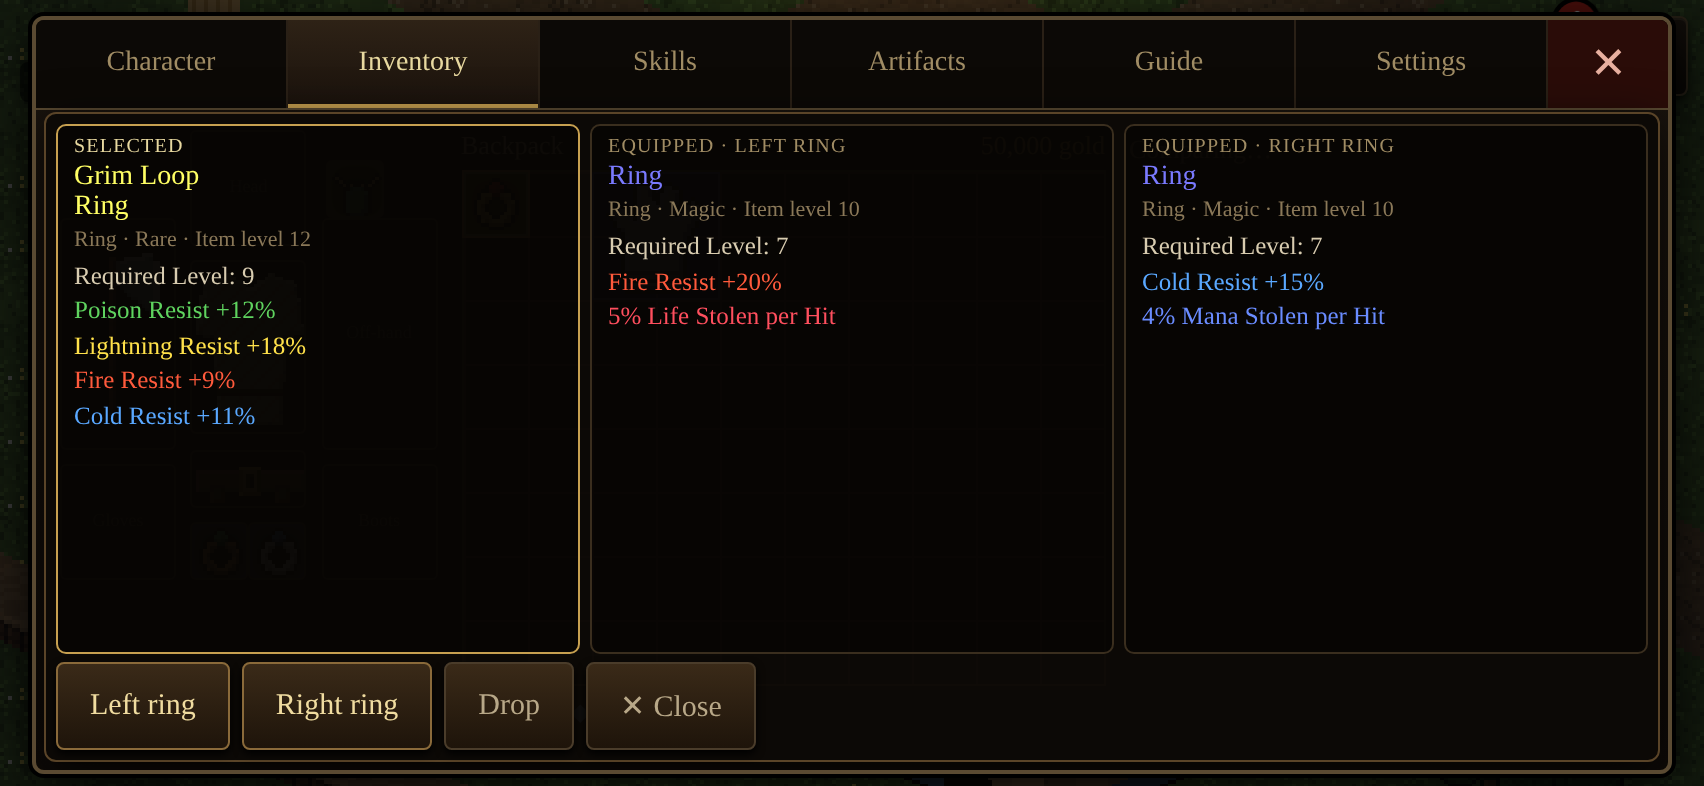 Character
Inventory
Skills
Artifacts
Guide
Settings
✕
SELECTED
Grim Loop
Ring
Ring · Rare · Item level 12
Required Level: 9
Poison Resist +12%
Lightning Resist +18%
Fire Resist +9%
Cold Resist +11%
Backpack
50,000 gold
EQUIPPED · LEFT RING
Ring
Ring · Magic · Item level 10
Required Level: 7
Fire Resist +20%
5% Life Stolen per Hit
EQUIPPED · RIGHT RING
Ring
Ring · Magic · Item level 10
Required Level: 7
Cold Resist +15%
4% Mana Stolen per Hit
Left ring
Right ring
Drop
✕ Close